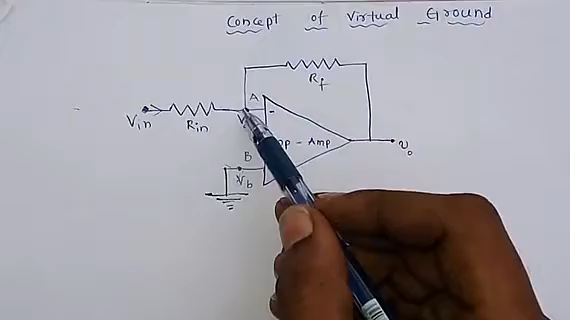 Concept of Virtual Ground
Rf
A
Vin
Rin
V
-
Op - Amp
vo
B
Vb